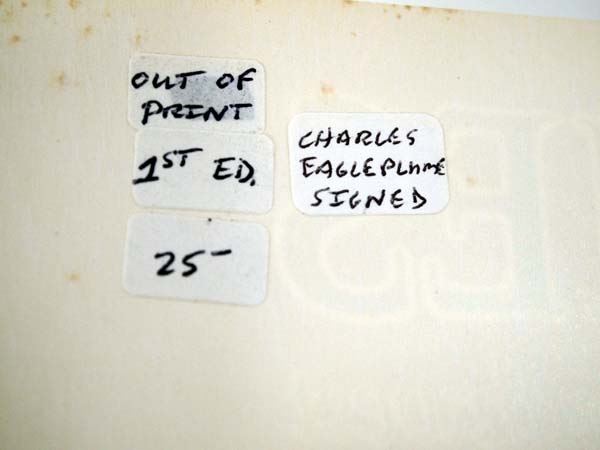 OUT OF
PRINT
1ST ED.
25-
CHARLES
EAGLEPLUME
SIGNED